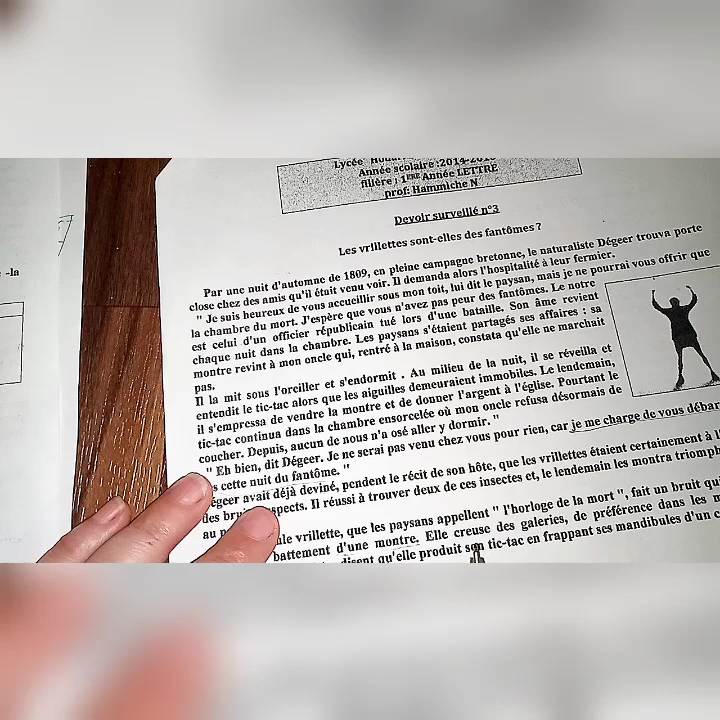 -la
Lycée
Année scolaire :2014-
filière ; 1ERE Année LETTRE
prof: Hamniche N
Devoir surveillé n°3
Les vrillettes sont-elles des fantômes ?
Par une nuit d'automne de 1809, en pleine campagne bretonne, le naturaliste Dégeer trouva porte
close chez des amis qu'il était venu voir. Il demanda alors l'hospitalité à leur fermier.
" Je suis heureux de vous accueillir sous mon toit, lui dit le paysan, mais je ne pourrai vous offrir que
la chambre du mort. J'espère que vous n'avez pas peur des fantômes. Le notre
est celui d'un officier républicain tué lors d'une bataille. Son âme revient
chaque nuit dans la chambre. Les paysans s'étaient partagés ses affaires : sa
montre revint à mon oncle qui, rentré à la maison, constata qu'elle ne marchait
pas.
Il la mit sous l'oreiller et s'endormit . Au milieu de la nuit, il se réveilla et
entendit le tic-tac alors que les aiguilles demeuraient immobiles. Le lendemain,
il s'empressa de vendre la montre et de donner l'argent à l'église. Pourtant le
tic-tac continua dans la chambre ensorcelée où mon oncle refusa désormais de
coucher. Depuis, aucun de nous n'a osé aller y dormir. "
" Eh bien, dit Dégeer. Je ne serai pas venu chez vous pour rien, car je me charge de vous
cette nuit du fantôme. "
avait déjà deviné, pendent le récit de son hôte, que les vrillettes étaient certainement à
des Il réussi à trouver deux de ces insectes et, le lendemain les montra
au vrillette, que les paysans appellent " l'horloge de la mort ", fait un bruit
battement d'une montre. Elle creuse des galeries, de préférence dans les
qu'elle produit son tic-tac en frappant ses mandibules d'un